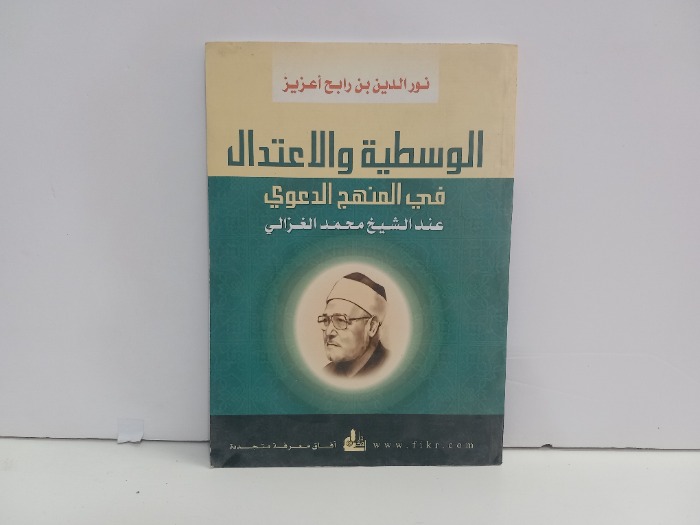 نور الدين بن رابح أعزيز
الوسطية والاعتدال
في المنهج الدعوي
عند الشيخ محمد الغزالي
آفاق معرفة متجددة
www.fikr.com